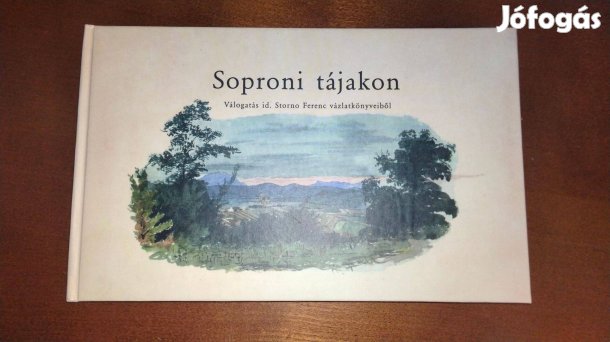 Jófogás
Soproni tájakon
Válogatás id. Storno Ferenc vázlatkönyveiből